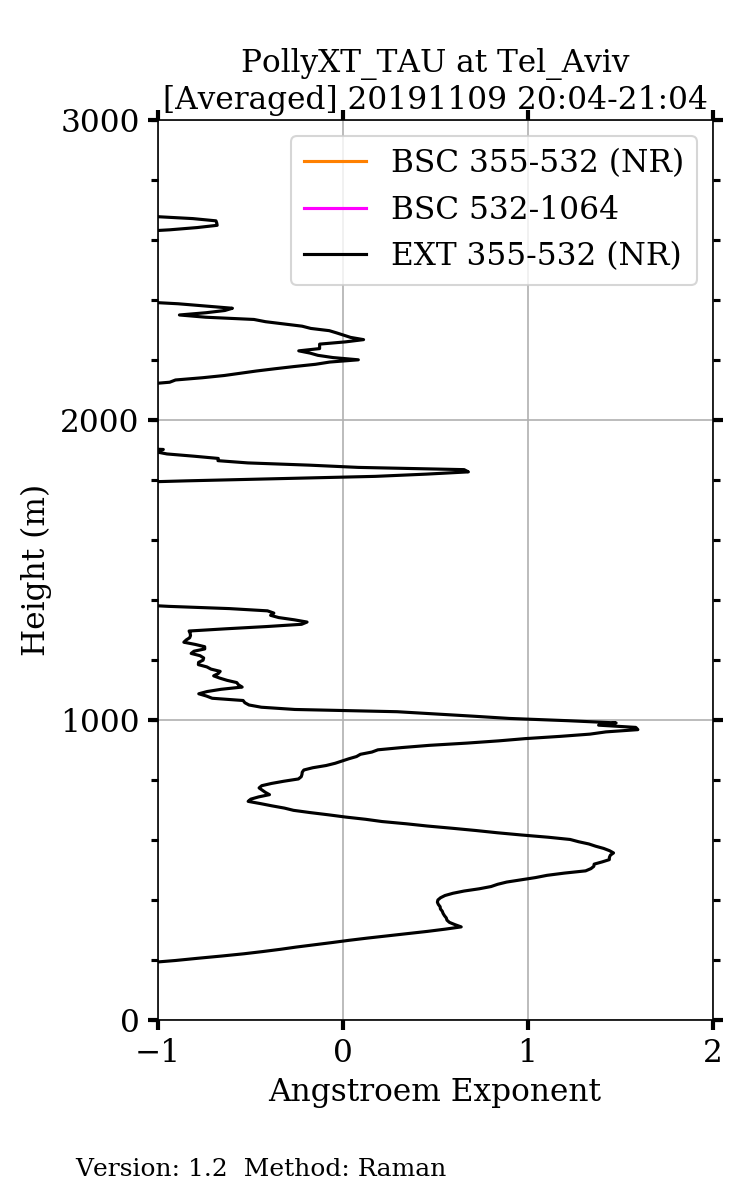 PollyXT_TAU at Tel_Aviv
[Averaged] 20191109 20:04-21:04
BSC 355-532 (NR)
BSC 532-1064
EXT 355-532 (NR)
3000
2000
1000
0
Height (m)
−1 0 1 2
Angstroem Exponent
Version: 1.2 Method: Raman